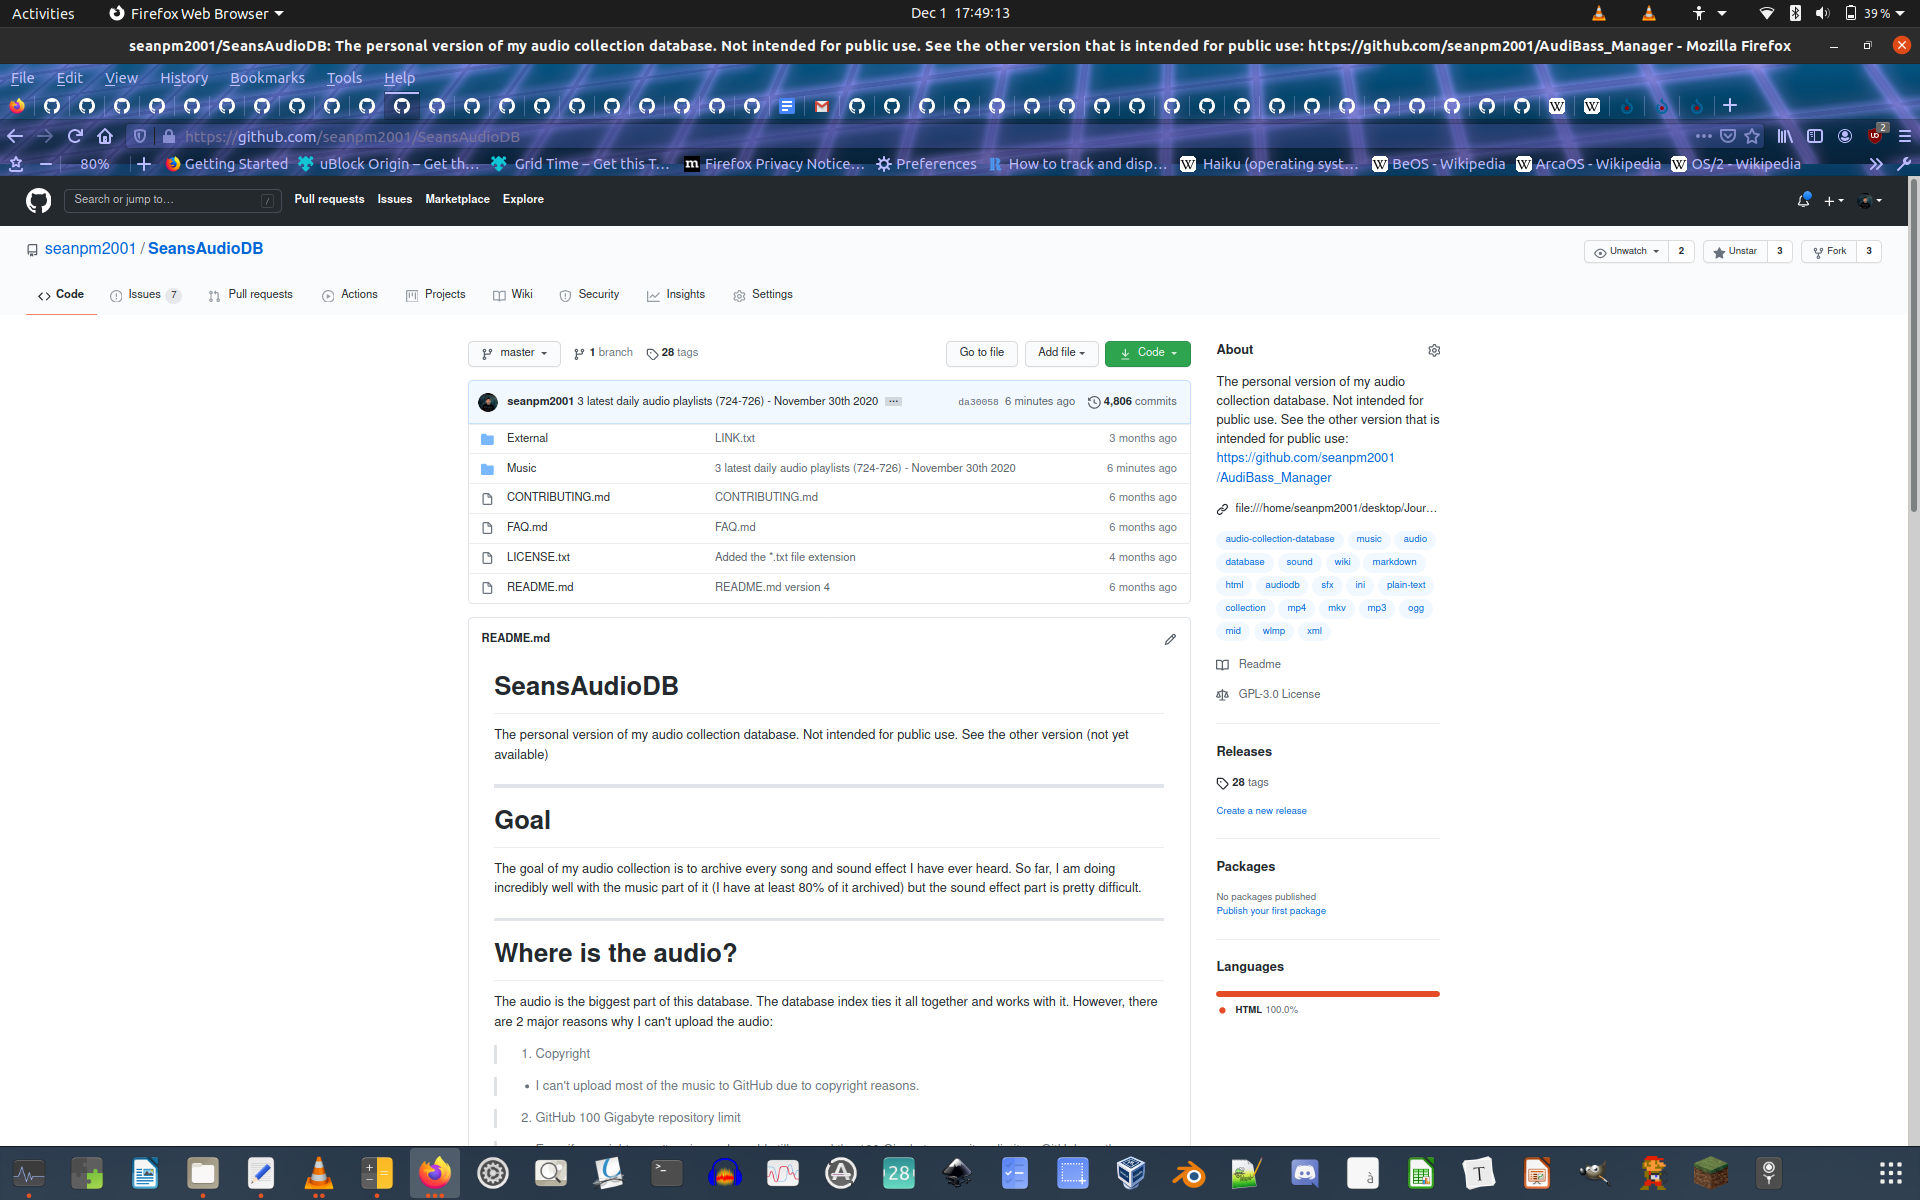 Activities Firefox Web Browser Dec 1 17:49:13 39 %
seanpm2001/SeansAudioDB: The personal version of my audio collection database. Not intended for public use. See the other version that is intended for public use: https://github.com/seanpm2001/AudiBass_Manager - Mozilla Firefox
File Edit View History Bookmarks Tools Help
https://github.com/seanpm2001/SeansAudioDB 2
80% Getting Started uBlock Origin – Get th… Grid Time – Get this T… Firefox Privacy Notice… Preferences How to track and disp… Haiku (operating syst… BeOS - Wikipedia ArcaOS - Wikipedia OS/2 - Wikipedia
Search or jump to… / Pull requests Issues Marketplace Explore
seanpm2001 / SeansAudioDB Unwatch 2 Unstar 3 Fork 3
Code Issues 7 Pull requests Actions Projects Wiki Security Insights Settings
master 1 branch 28 tags Go to file Add file Code
seanpm2001 3 latest daily audio playlists (724-726) - November 30th 2020 da30058 6 minutes ago 4,806 commits
External LINK.txt 3 months ago
Music 3 latest daily audio playlists (724-726) - November 30th 2020 6 minutes ago
CONTRIBUTING.md CONTRIBUTING.md 6 months ago
FAQ.md FAQ.md 6 months ago
LICENSE.txt Added the *.txt file extension 4 months ago
README.md README.md version 4 6 months ago
README.md
SeansAudioDB
The personal version of my audio collection database. Not intended for public use. See the other version (not yet
available)
Goal
The goal of my audio collection is to archive every song and sound effect I have ever heard. So far, I am doing
incredibly well with the music part of it (I have at least 80% of it archived) but the sound effect part is pretty difficult.
Where is the audio?
The audio is the biggest part of this database. The database index ties it all together and works with it. However, there
are 2 major reasons why I can't upload the audio:
1. Copyright
• I can't upload most of the music to GitHub due to copyright reasons.
2. GitHub 100 Gigabyte repository limit
About
The personal version of my audio
collection database. Not intended for
public use. See the other version that is
intended for public use:
https://github.com/seanpm2001
/AudiBass_Manager
file:///home/seanpm2001/desktop/Jour…
audio-collection-database music audio
database sound wiki markdown
html audiodb sfx ini plain-text
collection mp4 mkv mp3 ogg
mid wlmp xml
Readme
GPL-3.0 License
Releases
28 tags
Create a new release
Packages
No packages published
Publish your first package
Languages
HTML 100.0%
28